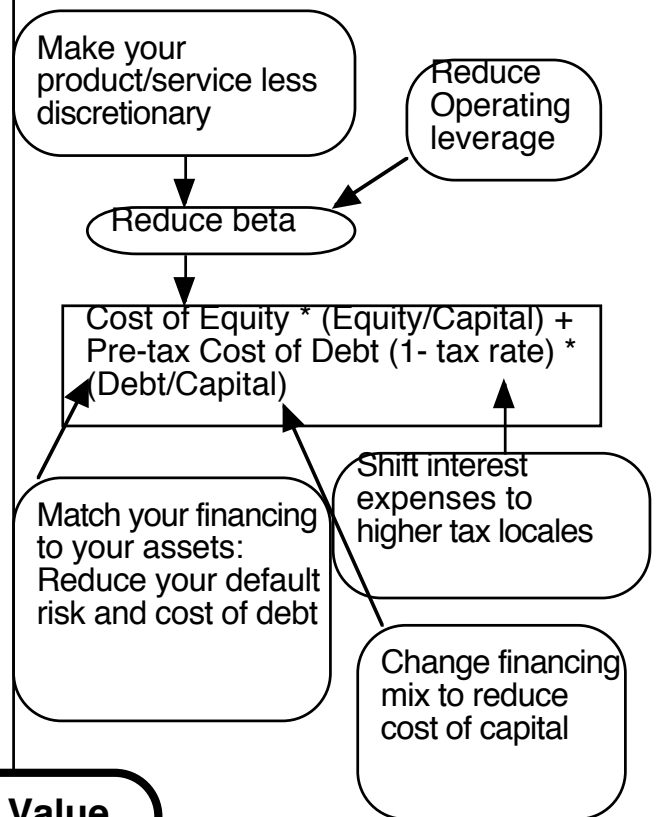 Make your
product/service less
discretionary
Reduce
Operating
leverage
Reduce beta
Cost of Equity * (Equity/Capital) +
Pre-tax Cost of Debt (1- tax rate) *
(Debt/Capital)
Shift interest
expenses to
higher tax locales
Match your financing
to your assets:
Reduce your default
risk and cost of debt
Change financing
mix to reduce
cost of capital
Value